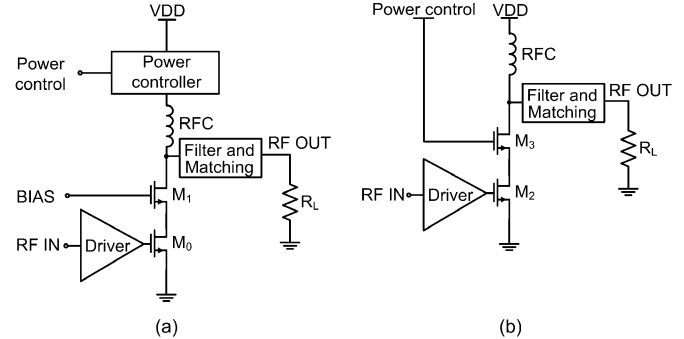 VDD
Power
control
Power
controller
RFC
Filter and
Matching
RF OUT
BIAS
M1
RL
RF IN
Driver
M0
(a)
Power control
VDD
RFC
Filter and
Matching
RF OUT
M3
RL
RF IN
Driver
M2
(b)